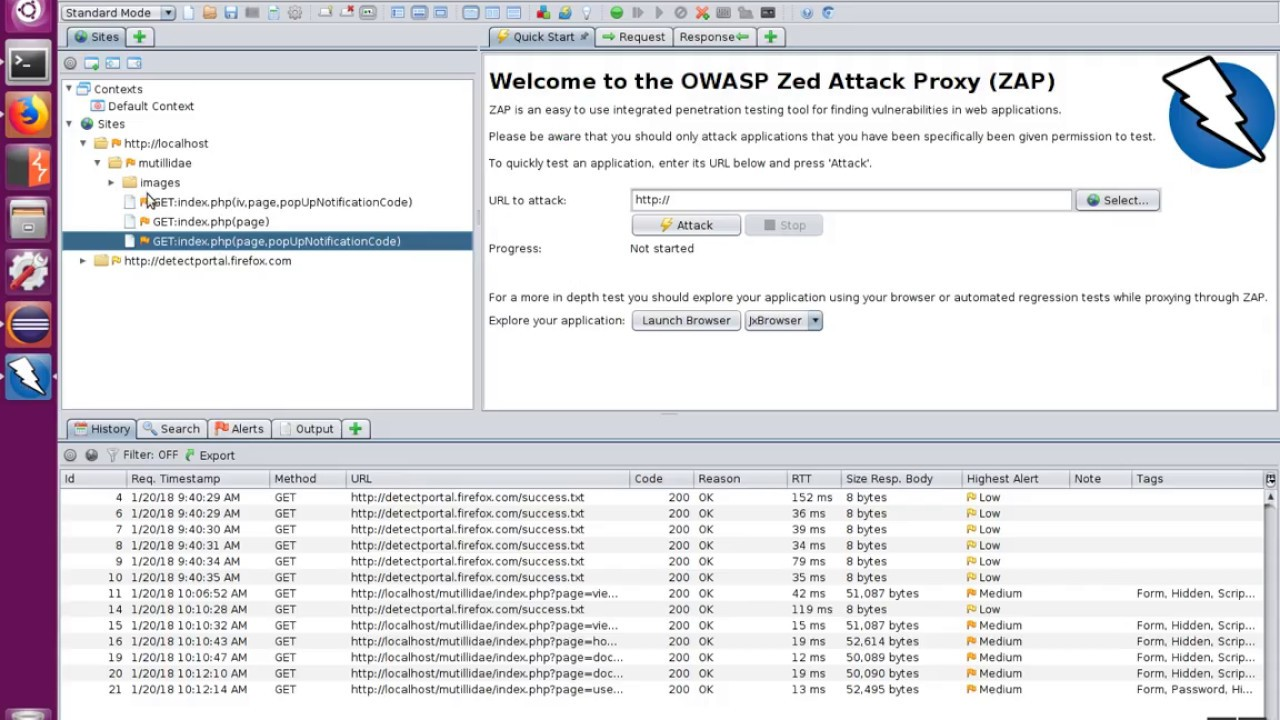 Standard Mode
Sites
Quick Start Request Response
Contexts
Default Context
Sites
http://localhost
mutillidae
images
GET:index.php(iv,page,popUpNotificationCode)
GET:index.php(page)
GET:index.php(page,popUpNotificationCode)
http://detectportal.firefox.com
Welcome to the OWASP Zed Attack Proxy (ZAP)
ZAP is an easy to use integrated penetration testing tool for finding vulnerabilities in web applications.
Please be aware that you should only attack applications that you have been specifically been given permission to test.
To quickly test an application, enter its URL below and press 'Attack'.
URL to attack: http:// Select...
Attack Stop
Progress: Not started
For a more in depth test you should explore your application using your browser or automated regression tests while proxying through ZAP.
Explore your application: Launch Browser JxBrowser
History Search Alerts Output
Filter: OFF Export
Id Req. Timestamp Method URL Code Reason RTT Size Resp. Body Highest Alert Note Tags
4 1/20/18 9:40:29 AM GET http://detectportal.firefox.com/success.txt 200 OK 152 ms 8 bytes Low
6 1/20/18 9:40:29 AM GET http://detectportal.firefox.com/success.txt 200 OK 36 ms 8 bytes Low
7 1/20/18 9:40:30 AM GET http://detectportal.firefox.com/success.txt 200 OK 39 ms 8 bytes Low
8 1/20/18 9:40:31 AM GET http://detectportal.firefox.com/success.txt 200 OK 34 ms 8 bytes Low
9 1/20/18 9:40:34 AM GET http://detectportal.firefox.com/success.txt 200 OK 79 ms 8 bytes Low
10 1/20/18 9:40:35 AM GET http://detectportal.firefox.com/success.txt 200 OK 35 ms 8 bytes Low
11 1/20/18 10:06:52 AM GET http://localhost/mutillidae/index.php?page=vie... 200 OK 42 ms 51,087 bytes Medium Form, Hidden, Scrip...
14 1/20/18 10:10:28 AM GET http://detectportal.firefox.com/success.txt 200 OK 119 ms 8 bytes Low
15 1/20/18 10:10:32 AM GET http://localhost/mutillidae/index.php?page=vie... 200 OK 15 ms 51,087 bytes Medium Form, Hidden, Scrip...
16 1/20/18 10:10:43 AM GET http://localhost/mutillidae/index.php?page=ho... 200 OK 19 ms 52,614 bytes Medium Form, Hidden, Scrip...
19 1/20/18 10:10:47 AM GET http://localhost/mutillidae/index.php?page=doc... 200 OK 12 ms 50,089 bytes Medium Form, Hidden, Scrip...
20 1/20/18 10:12:10 AM GET http://localhost/mutillidae/index.php?page=doc... 200 OK 19 ms 50,090 bytes Medium Form, Hidden, Scrip...
21 1/20/18 10:12:14 AM GET http://localhost/mutillidae/index.php?page=use... 200 OK 13 ms 52,495 bytes Medium Form, Password, Hi...